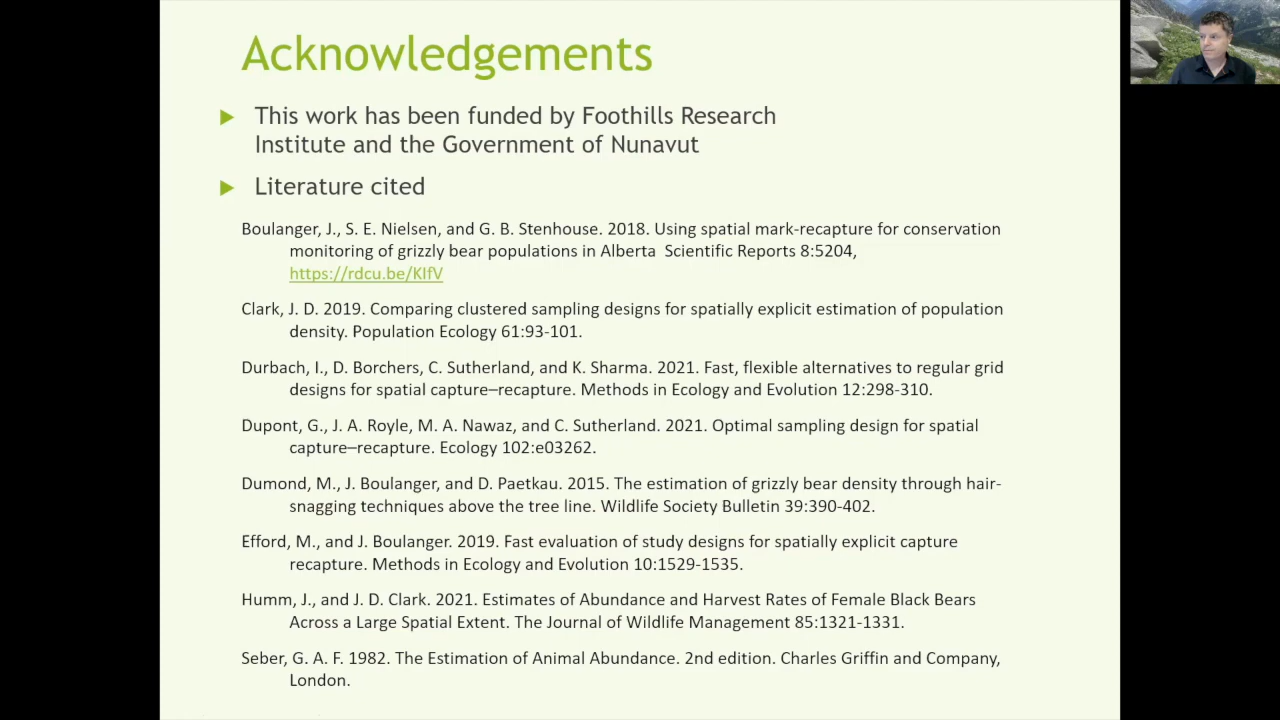 Acknowledgements
This work has been funded by Foothills Research
Institute and the Government of Nunavut
Literature cited
Boulanger, J., S. E. Nielsen, and G. B. Stenhouse. 2018. Using spatial mark-recapture for conservation
monitoring of grizzly bear populations in Alberta  Scientific Reports 8:5204,
https://rdcu.be/KIfV
Clark, J. D. 2019. Comparing clustered sampling designs for spatially explicit estimation of population
density. Population Ecology 61:93-101.
Durbach, I., D. Borchers, C. Sutherland, and K. Sharma. 2021. Fast, flexible alternatives to regular grid
designs for spatial capture–recapture. Methods in Ecology and Evolution 12:298-310.
Dupont, G., J. A. Royle, M. A. Nawaz, and C. Sutherland. 2021. Optimal sampling design for spatial
capture–recapture. Ecology 102:e03262.
Dumond, M., J. Boulanger, and D. Paetkau. 2015. The estimation of grizzly bear density through hair-
snagging techniques above the tree line. Wildlife Society Bulletin 39:390-402.
Efford, M., and J. Boulanger. 2019. Fast evaluation of study designs for spatially explicit capture
recapture. Methods in Ecology and Evolution 10:1529-1535.
Humm, J., and J. D. Clark. 2021. Estimates of Abundance and Harvest Rates of Female Black Bears
Across a Large Spatial Extent. The Journal of Wildlife Management 85:1321-1331.
Seber, G. A. F. 1982. The Estimation of Animal Abundance. 2nd edition. Charles Griffin and Company,
London.